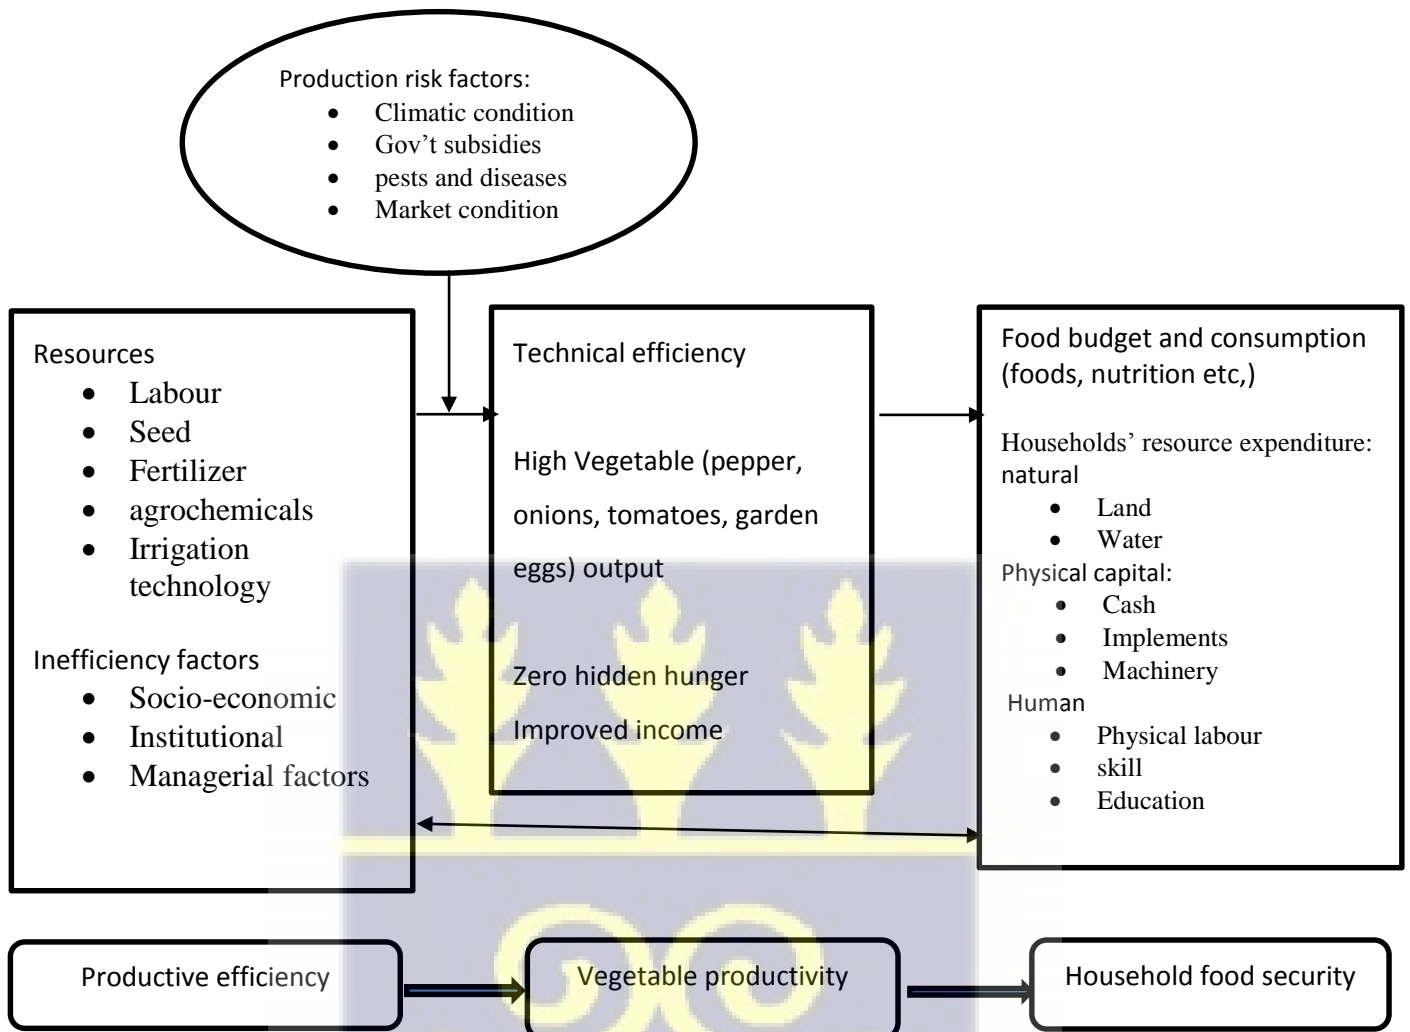 Production risk factors:
• Climatic condition
• Gov’t subsidies
• pests and diseases
• Market condition
Resources
• Labour
• Seed
• Fertilizer
• agrochemicals
• Irrigation
technology
Inefficiency factors
• Socio-economic
• Institutional
• Managerial factors
Technical efficiency
High Vegetable (pepper,
onions, tomatoes, garden
eggs) output
Zero hidden hunger
Improved income
Food budget and consumption
(foods, nutrition etc,)
Households’ resource expenditure:
natural
• Land
• Water
Physical capital:
• Cash
• Implements
• Machinery
Human
• Physical labour
• skill
• Education
Productive efficiency
Vegetable productivity
Household food security